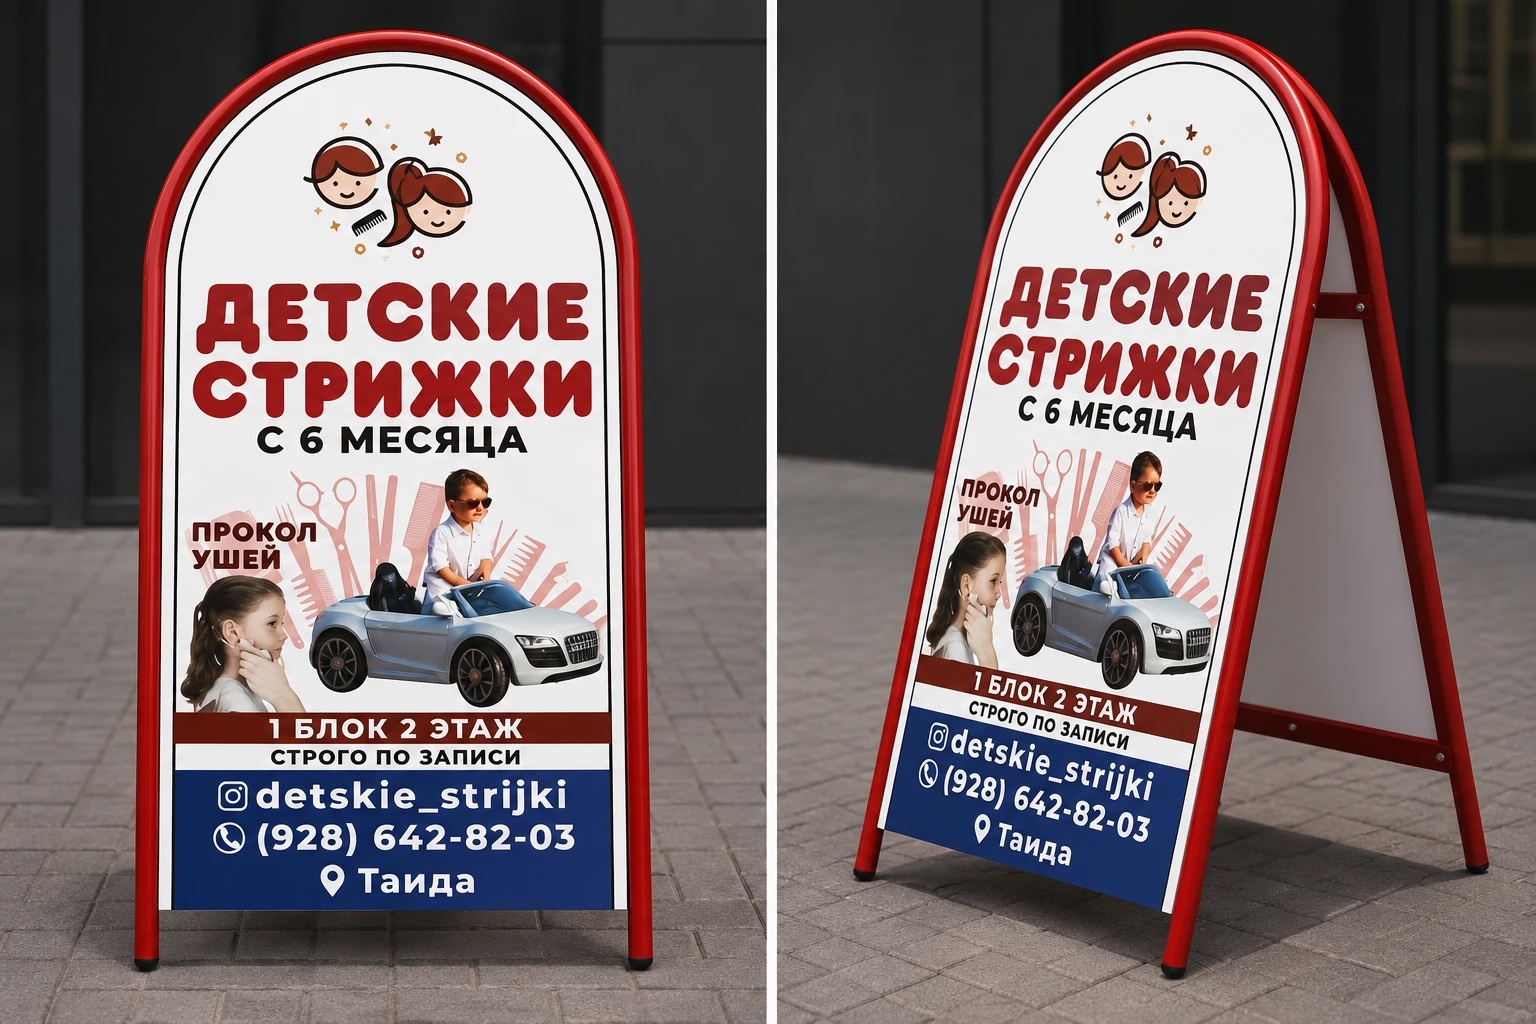 ДЕТСКИЕ
СТРИЖКИ
С 6 МЕСЯЦА
ПРОКОЛ
УШЕЙ
1 БЛОК 2 ЭТАЖ
СТРОГО ПО ЗАПИСИ
detskie_strijki
(928) 642-82-03
Таида
ДЕТСКИЕ
СТРИЖКИ
С 6 МЕСЯЦА
ПРОКОЛ
УШЕЙ
1 БЛОК 2 ЭТАЖ
СТРОГО ПО ЗАПИСИ
detskie_strijki
(928) 642-82-03
Таида